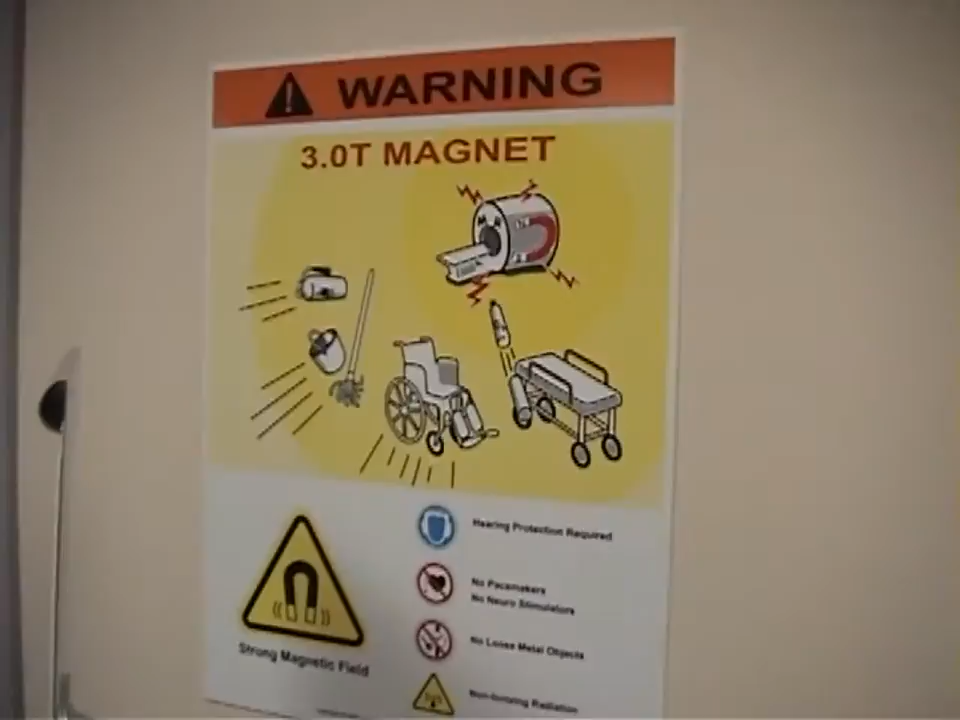 WARNING
3.0T MAGNET
Hearing Protection Required
No Pacemakers
No Neuro Stimulators
No Loose Metal Objects
Strong Magnetic Field
Non-Ionizing Radiation